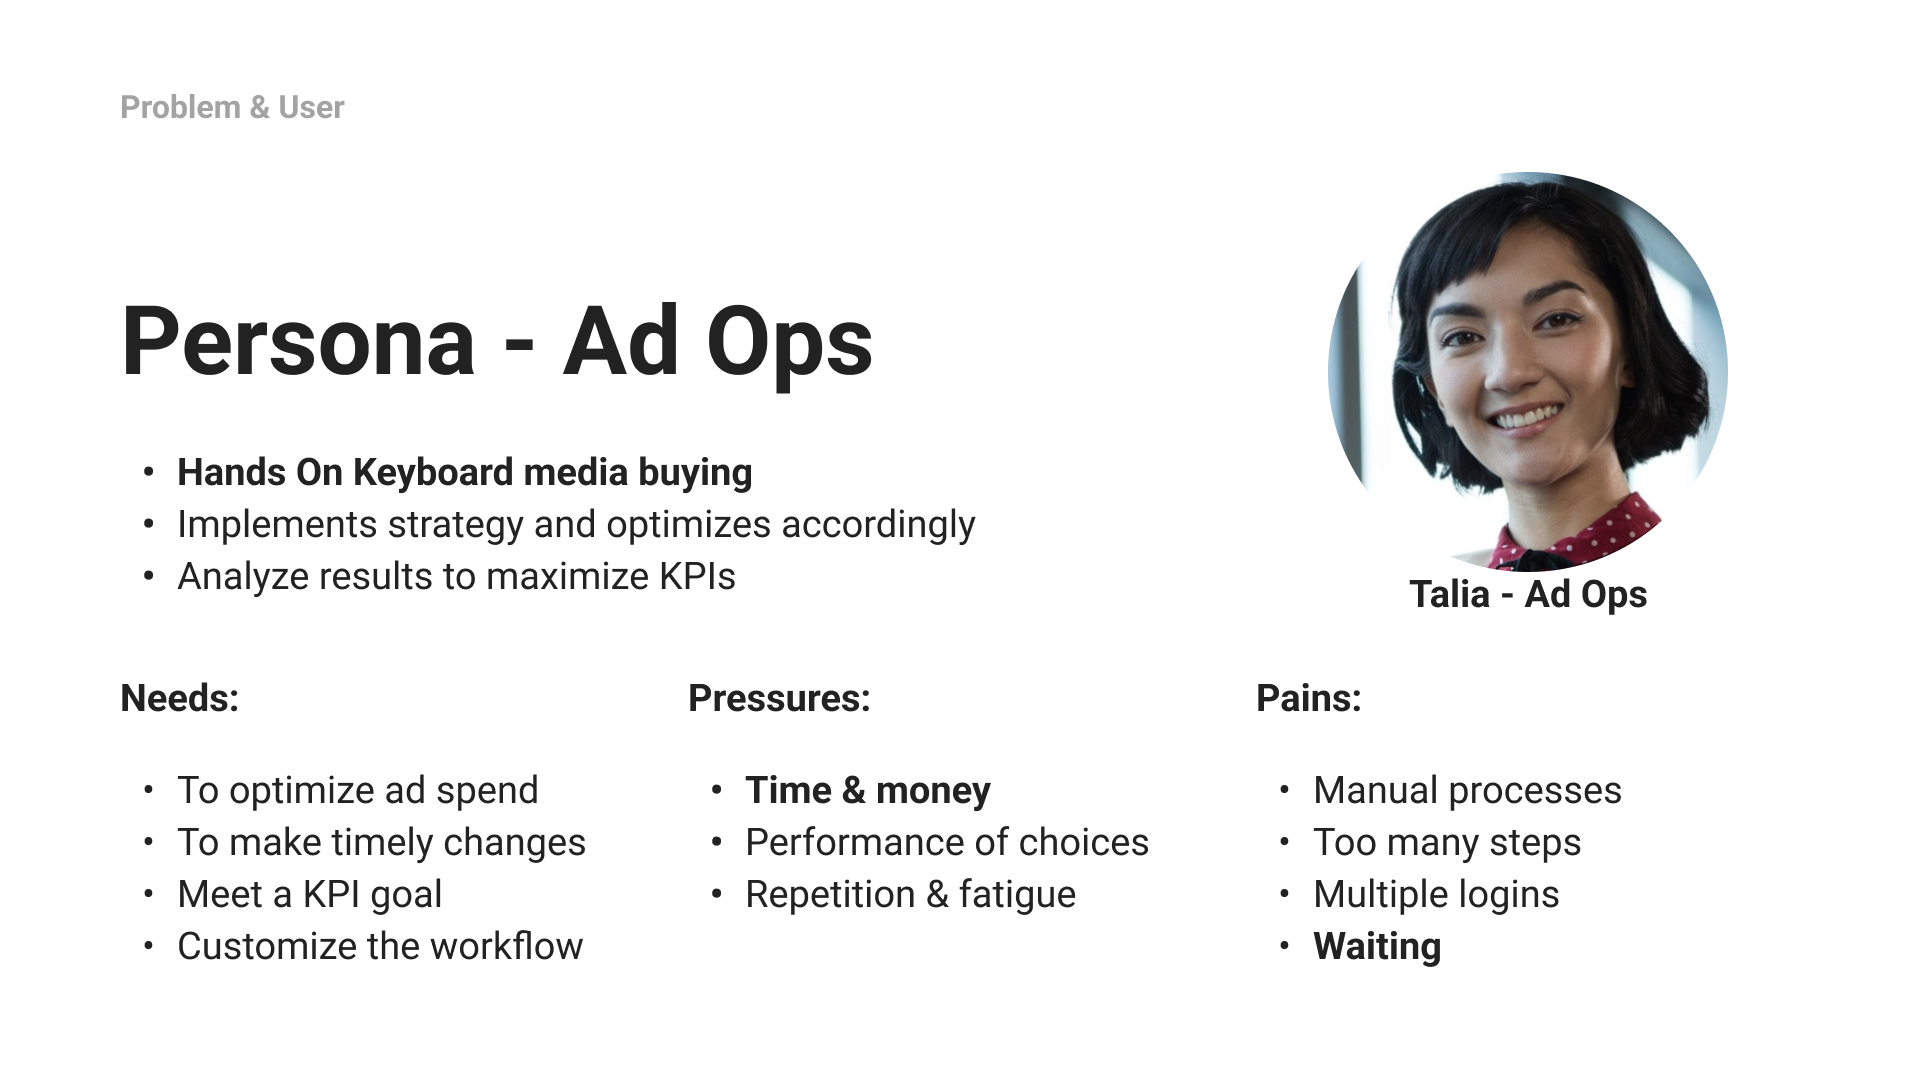 Problem & User
Persona - Ad Ops
• Hands On Keyboard media buying
• Implements strategy and optimizes accordingly
• Analyze results to maximize KPIs
Talia - Ad Ops
Needs:
• To optimize ad spend
• To make timely changes
• Meet a KPI goal
• Customize the workflow
Pressures:
• Time & money
• Performance of choices
• Repetition & fatigue
Pains:
• Manual processes
• Too many steps
• Multiple logins
• Waiting